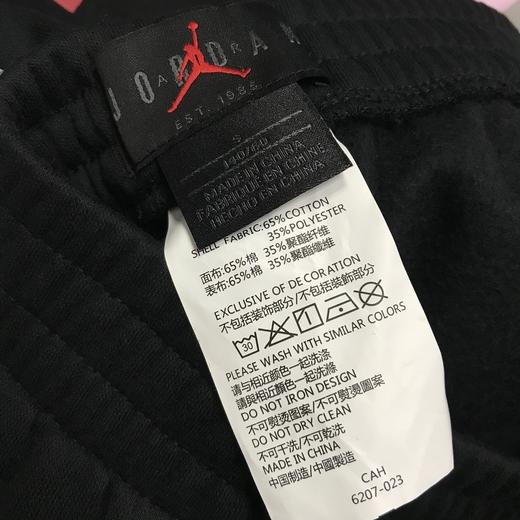 JORDAN
AIR
EST. 1985
S
140/60
MADE IN CHINA
FABRIQUE EN CHINE
HECHO EN CHINA
SHELL FABRIC:65%COTTON
35%POLYESTER
面布:65%棉 35%聚酯纤维
表布:65%棉 35%聚酯纖維
EXCLUSIVE OF DECORATION
不包括装饰部分/不包括裝飾部分
30
PLEASE WASH WITH SIMILAR COLORS
请与相近颜色一起洗涤
請與相近顏色一起洗滌
DO NOT IRON DESIGN
不可熨烫图案/不可熨燙圖案
DO NOT DRY CLEAN
不可干洗/不可乾洗
中国制造/中國製造
CAH
6207-023